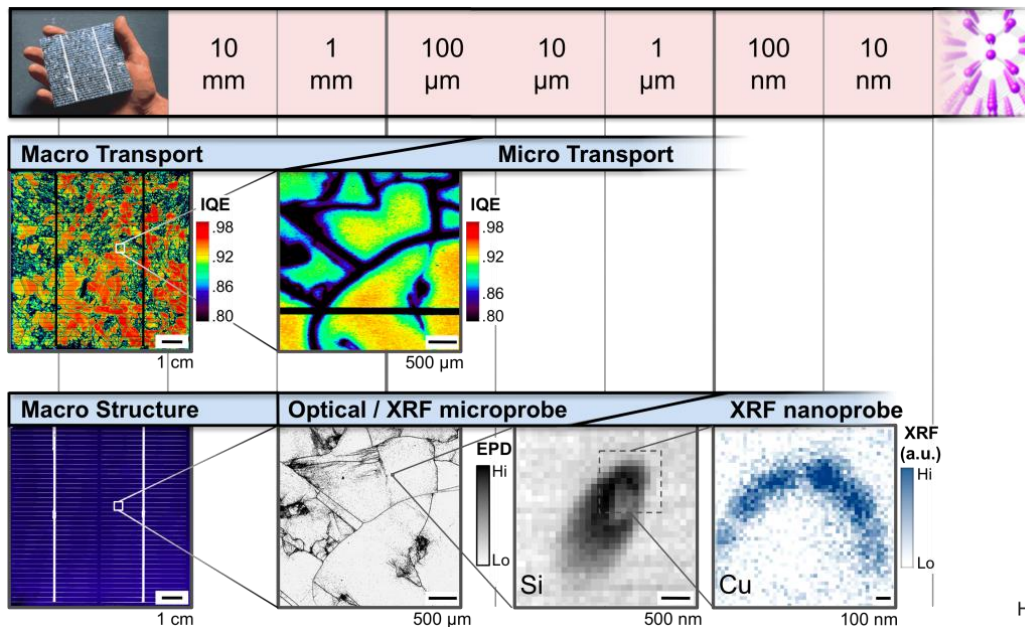 10 mm
1 mm
100 µm
10 µm
1 µm
100 nm
10 nm
Macro Transport
Micro Transport
IQE
.98
.92
.86
.80
1 cm
IQE
.98
.92
.86
.80
500 µm
Macro Structure
Optical / XRF microprobe
XRF nanoprobe
1 cm
EPD
Hi
Lo
500 µm
Si
500 nm
Cu
100 nm
XRF
(a.u.)
Hi
Lo
H